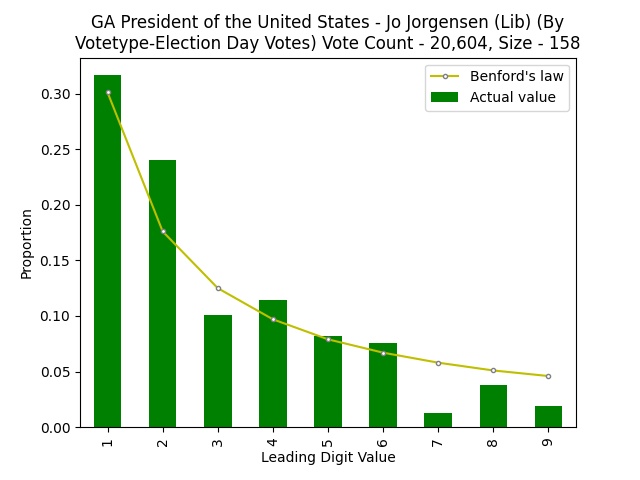 GA President of the United States - Jo Jorgensen (Lib) (By
Votetype-Election Day Votes) Vote Count - 20,604, Size - 158
Benford's law
Actual value
0.30
0.25
0.20
0.15
0.10
0.05
0.00
Proportion
1 2 3 4 5 6 7 8 9
Leading Digit Value